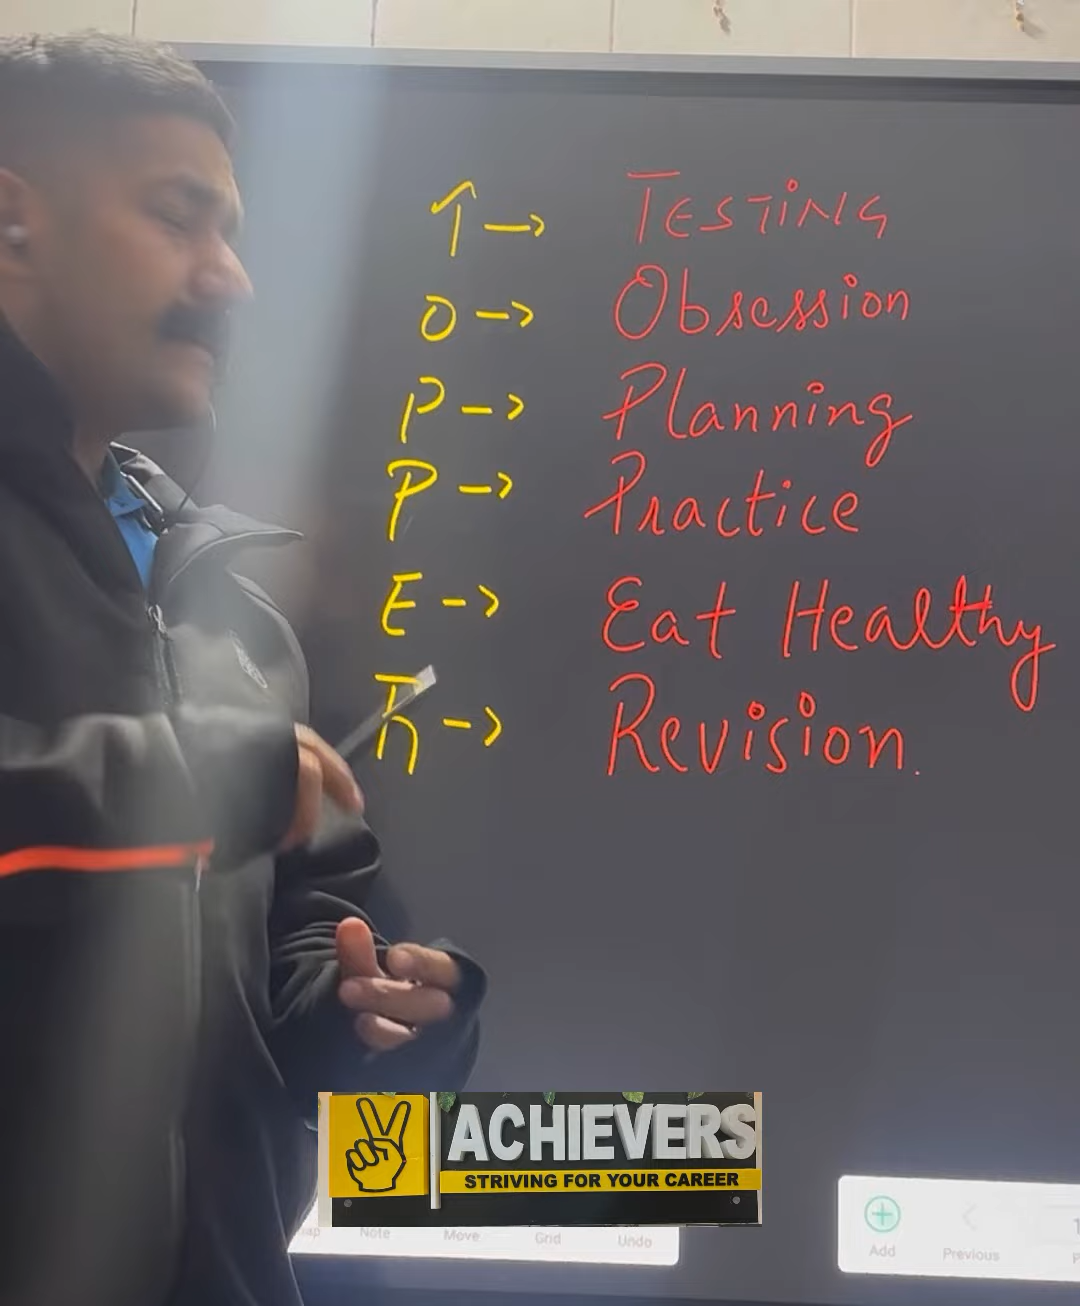 T → TESTING
O → Obsession
P → Planning
P → Practice
E → Eat Healthy
R → Revision.
ACHIEVERS
STRIVING FOR YOUR CAREER
Note Move Grid Undo
Add Previous